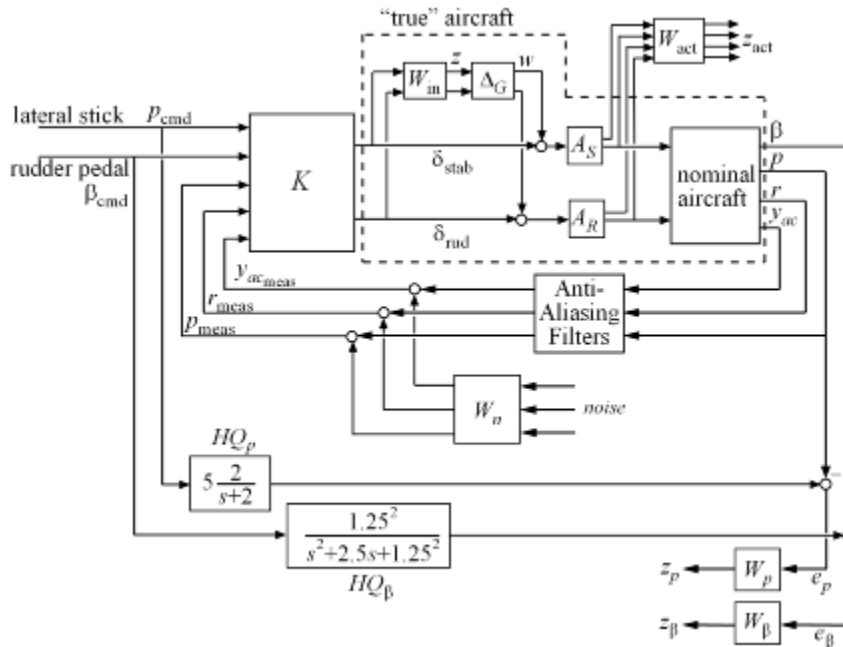 “true” aircraft
W_act
z_act
z
w
W_in
Δ_G
lateral stick
p_cmd
rudder pedal
β_cmd
K
δ_stab
δ_rud
A_S
A_R
nominal
aircraft
β
p
r
y_ac
y_ac_meas
r_meas
p_meas
Anti-
Aliasing
Filters
W_n
noise
HQ_p
5 2/(s+2)
−
1.25²/(s²+2.5s+1.25²)
HQ_β
z_p
W_p
e_p
z_β
W_β
e_β